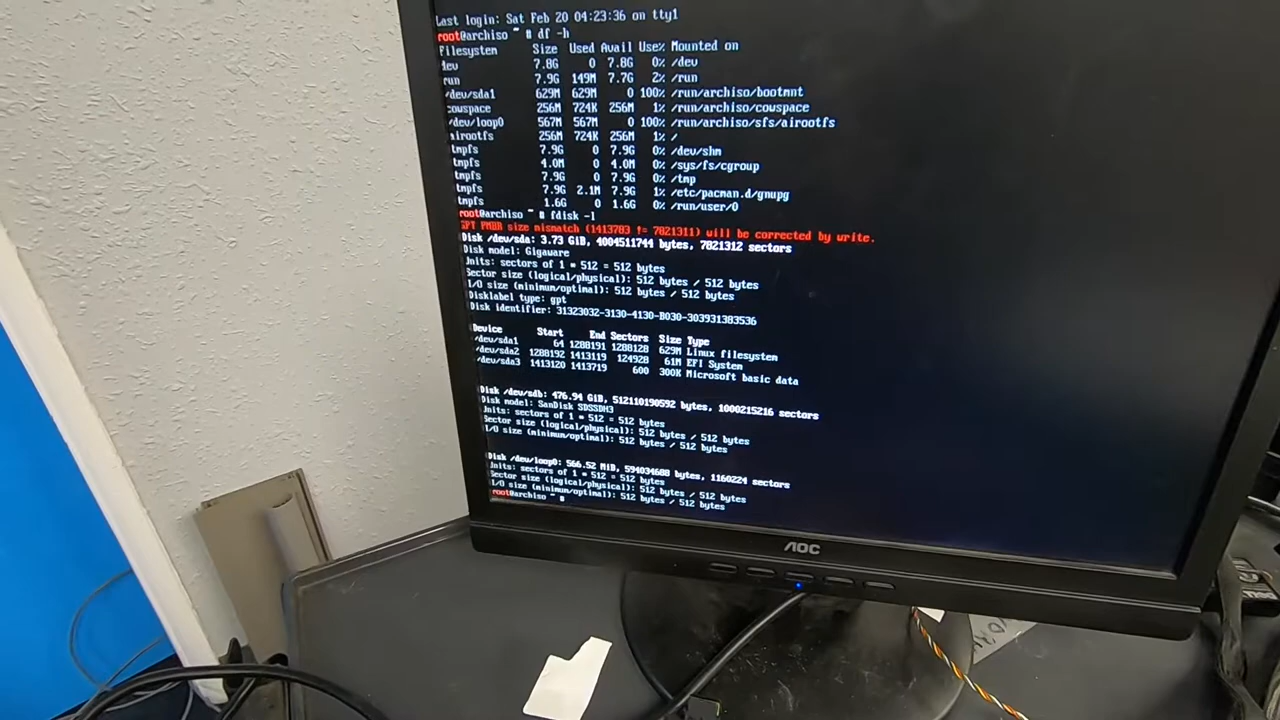 Last login: Sat Feb 20 04:23:36 on tty1
root@archiso ~ # df -h
Filesystem Size Used Avail Use% Mounted on
dev 7.8G 0 7.8G 0% /dev
run 7.9G 149M 7.7G 2% /run
/dev/sda1 629M 629M 0 100% /run/archiso/bootmnt
cowspace 256M 724K 256M 1% /run/archiso/cowspace
/dev/loop0 567M 567M 0 100% /run/archiso/sfs/airootfs
airootfs 256M 724K 256M 1% /
tmpfs 7.9G 0 7.9G 0% /dev/shm
tmpfs 4.0M 0 4.0M 0% /sys/fs/cgroup
tmpfs 7.9G 0 7.9G 0% /tmp
tmpfs 7.9G 2.1M 7.9G 1% /etc/pacman.d/gnupg
tmpfs 1.6G 0 1.6G 0% /run/user/0
root@archiso ~ # fdisk -l
GPT PMBR size mismatch (1413783 != 7821311) will be corrected by write.
Disk /dev/sda: 3.73 GiB, 4004511744 bytes, 7821312 sectors
Disk model: Gigaware
Units: sectors of 1 * 512 = 512 bytes
Sector size (logical/physical): 512 bytes / 512 bytes
I/O size (minimum/optimal): 512 bytes / 512 bytes
Disklabel type: gpt
Disk identifier: 31323032-3130-4130-B030-303931383536
Device Start End Sectors Size Type
/dev/sda1 64 1288191 1288128 629M Linux filesystem
/dev/sda2 1288192 1413119 124928 61M EFI System
/dev/sda3 1413120 1413719 600 300K Microsoft basic data
Disk /dev/sdb: 476.94 GiB, 512110190592 bytes, 1000215216 sectors
Disk model: SanDisk SDSSDH3
Units: sectors of 1 * 512 = 512 bytes
Sector size (logical/physical): 512 bytes / 512 bytes
I/O size (minimum/optimal): 512 bytes / 512 bytes
Disk /dev/loop0: 566.52 MiB, 594034688 bytes, 1160224 sectors
Units: sectors of 1 * 512 = 512 bytes
Sector size (logical/physical): 512 bytes / 512 bytes
I/O size (minimum/optimal): 512 bytes / 512 bytes
root@archiso ~ #
AOC